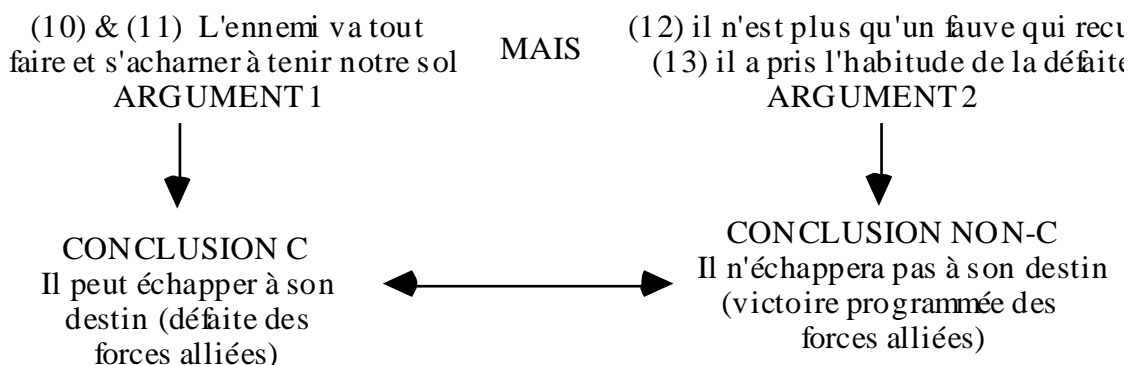 (10) & (11) L'ennemi va tout
faire et s'acharner à tenir notre sol
ARGUMENT 1
MAIS
(12) il n'est plus qu'un fauve qui recu
(13) il a pris l'habitude de la défaite
ARGUMENT 2
CONCLUSION C
Il peut échapper à son
destin (défaite des
forces alliées)
CONCLUSION NON-C
Il n'échappera pas à son destin
(victoire programmée des
forces alliées)